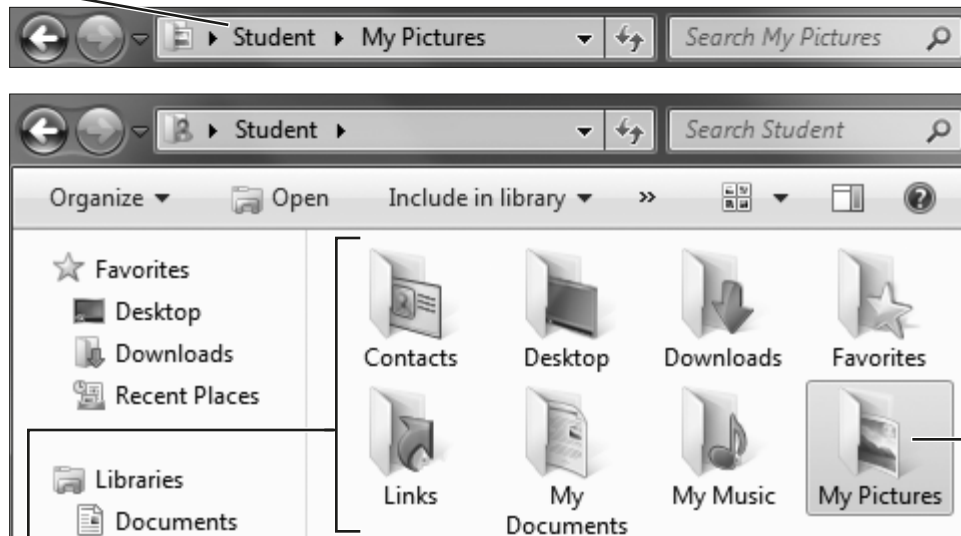 Student ▸ My Pictures
Search My Pictures
Student ▸
Search Student
Organize ▾ Open Include in library ▾ »
Favorites
Desktop
Downloads
Recent Places
Libraries
Documents
Contacts Desktop Downloads Favorites
Links My Documents My Music My Pictures